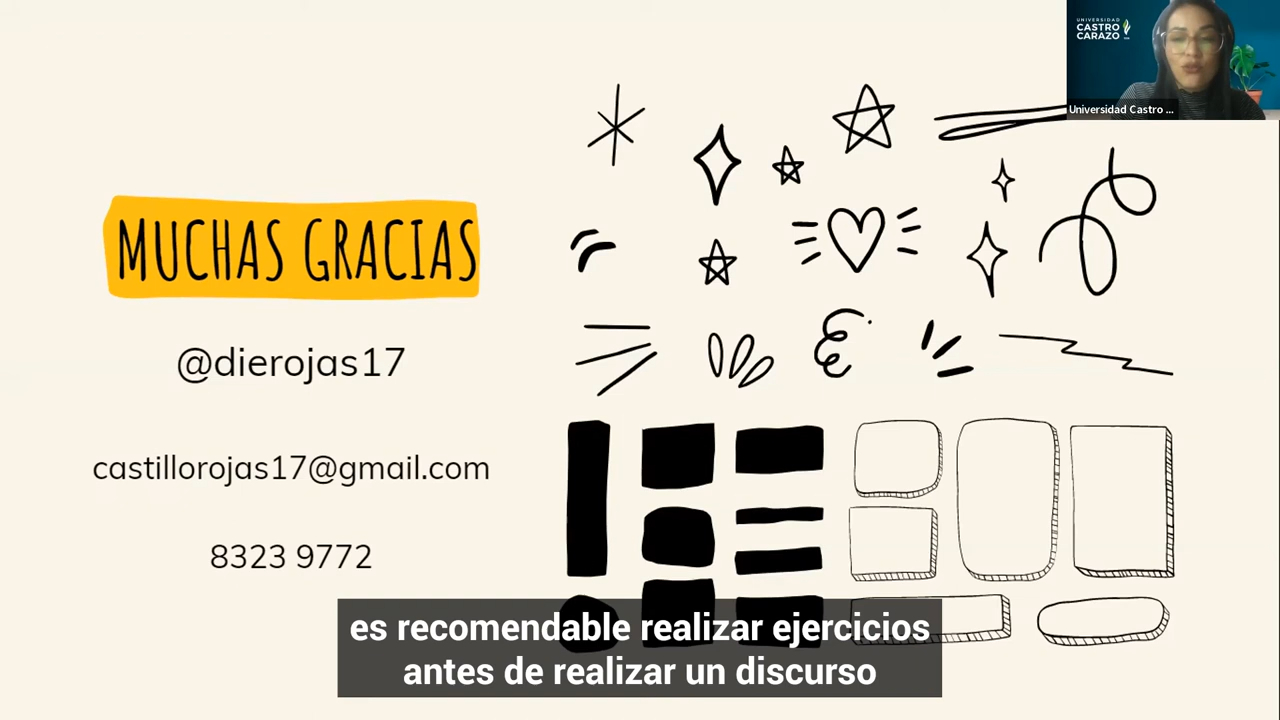 UNIVERSIDAD
CASTRO
CARAZO
Universidad Castro ...
MUCHAS GRACIAS
@dierojas17
castillorojas17@gmail.com
8323 9772
es recomendable realizar ejercicios
antes de realizar un discurso